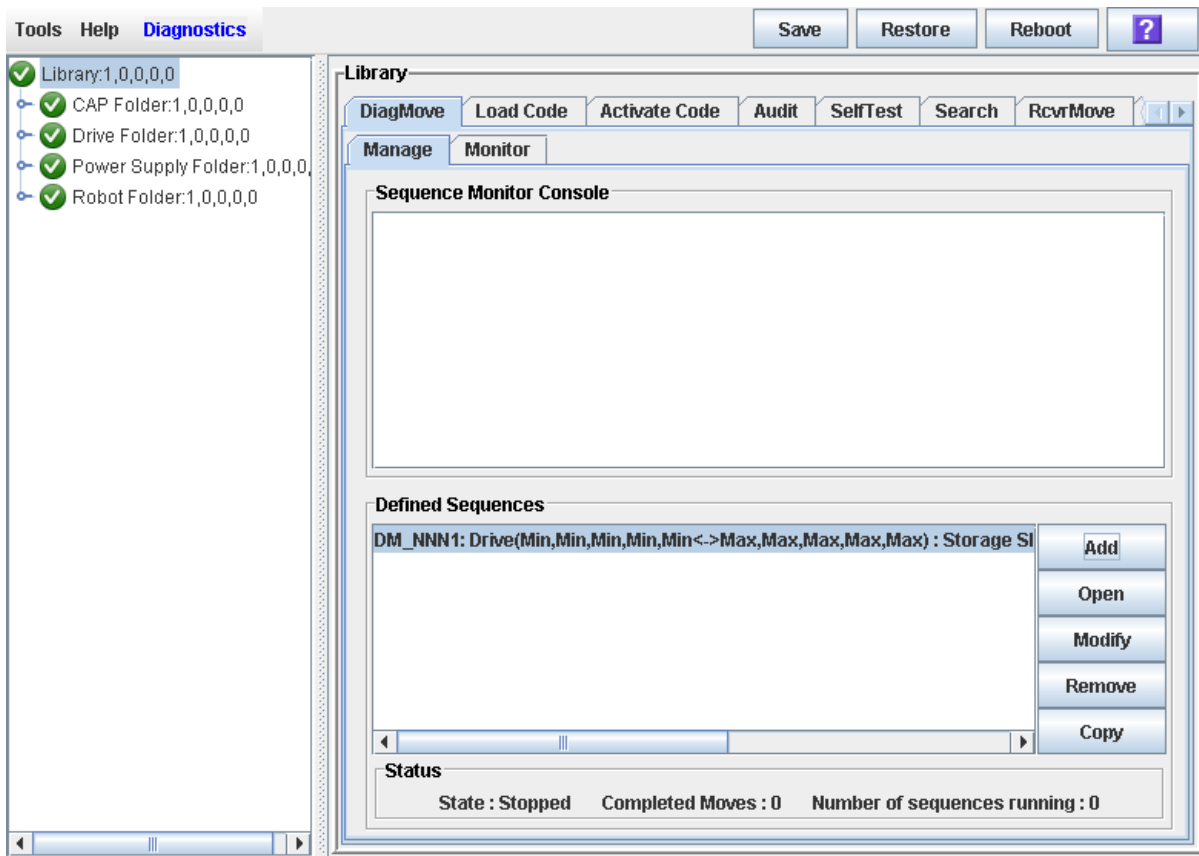 Tools Help Diagnostics Save Restore Reboot ?
Library:1,0,0,0,0
CAP Folder:1,0,0,0,0
Drive Folder:1,0,0,0,0
Power Supply Folder:1,0,0,0,
Robot Folder:1,0,0,0,0
Library
DiagMove Load Code Activate Code Audit SelfTest Search RcvrMove
Manage Monitor
Sequence Monitor Console
Defined Sequences
DM_NNN1: Drive(Min,Min,Min,Min,Min<->Max,Max,Max,Max,Max) : Storage Sl
Add
Open
Modify
Remove
Copy
Status
State : Stopped Completed Moves : 0 Number of sequences running : 0